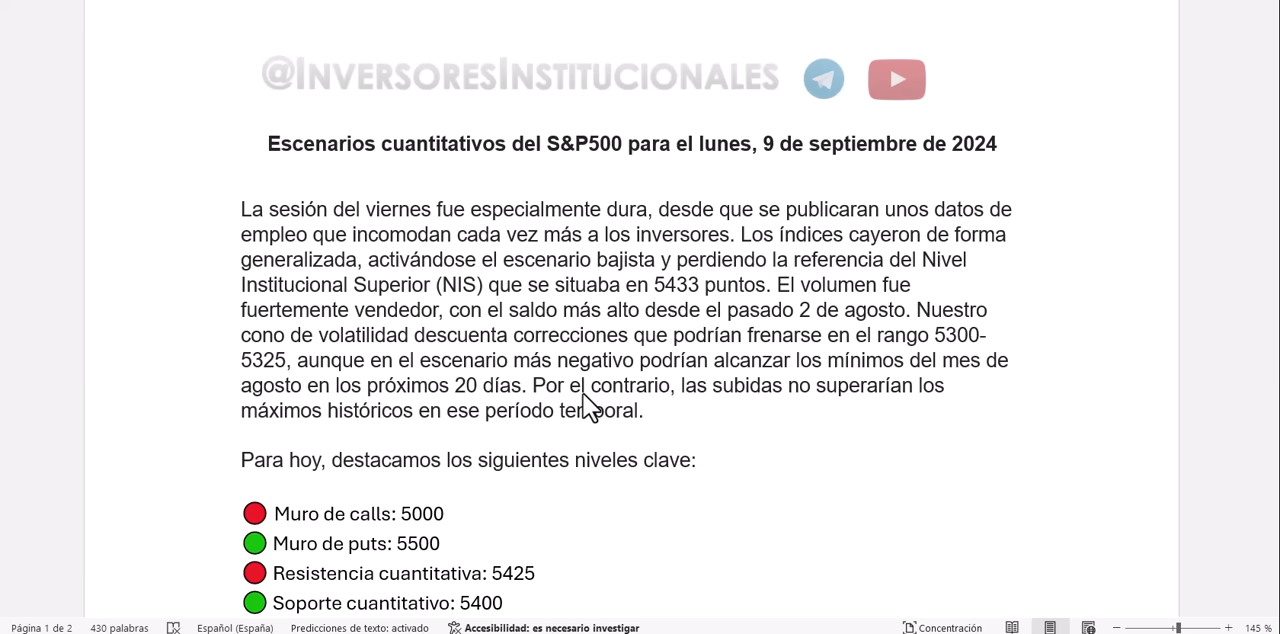 @InversoresInstitucionales
Escenarios cuantitativos del S&P500 para el lunes, 9 de septiembre de 2024
La sesión del viernes fue especialmente dura, desde que se publicaran unos datos de
empleo que incomodan cada vez más a los inversores. Los índices cayeron de forma
generalizada, activándose el escenario bajista y perdiendo la referencia del Nivel
Institucional Superior (NIS) que se situaba en 5433 puntos. El volumen fue
fuertemente vendedor, con el saldo más alto desde el pasado 2 de agosto. Nuestro
cono de volatilidad descuenta correcciones que podrían frenarse en el rango 5300-
5325, aunque en el escenario más negativo podrían alcanzar los mínimos del mes de
agosto en los próximos 20 días. Por el contrario, las subidas no superarían los
máximos históricos en ese período temporal.
Para hoy, destacamos los siguientes niveles clave:
Muro de calls: 5000
Muro de puts: 5500
Resistencia cuantitativa: 5425
Soporte cuantitativo: 5400
Página 1 de 2 430 palabras Español (España) Predicciones de texto: activado Accesibilidad: es necesario investigar Concentración 145 %